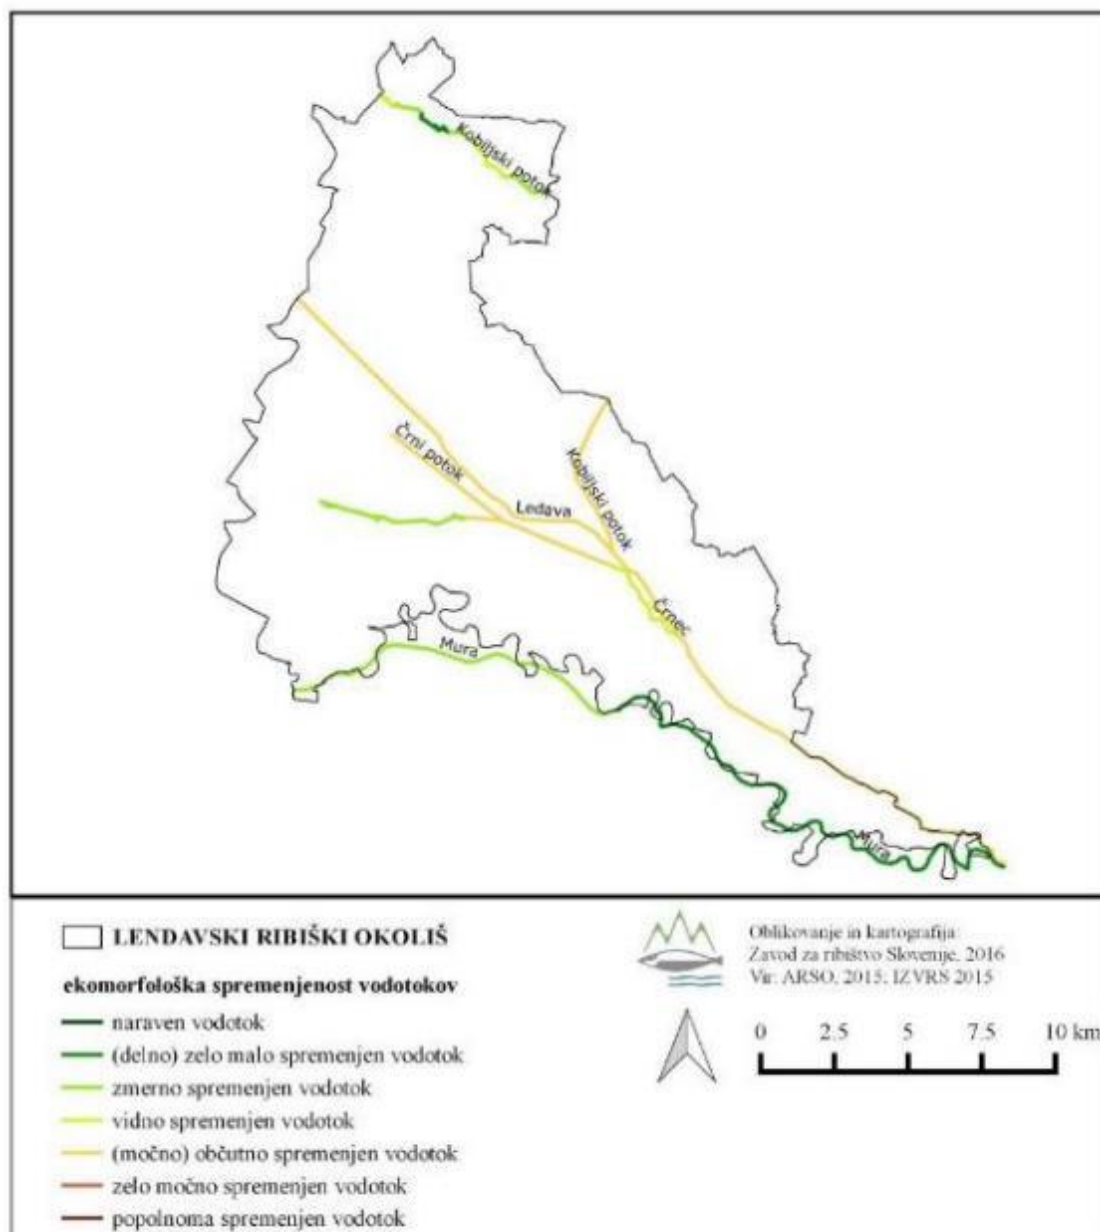 Kobiljski potok
Črni potok
Kobiljski potok
Ledava
Črnec
Mura
Mura
LENDAVSKI RIBIŠKI OKOLIŠ
ekomorfološka spremenjenost vodotokov
naraven vodotok
(delno) zelo malo spremenjen vodotok
zmerno spremenjen vodotok
vidno spremenjen vodotok
(močno) občutno spremenjen vodotok
zelo močno spremenjen vodotok
popolnoma spremenjen vodotok
Oblikovanje in kartografija:
Zavod za ribištvo Slovenije, 2016
Vir: ARSO, 2015; IZVRS 2015
0 2.5 5 7.5 10 km